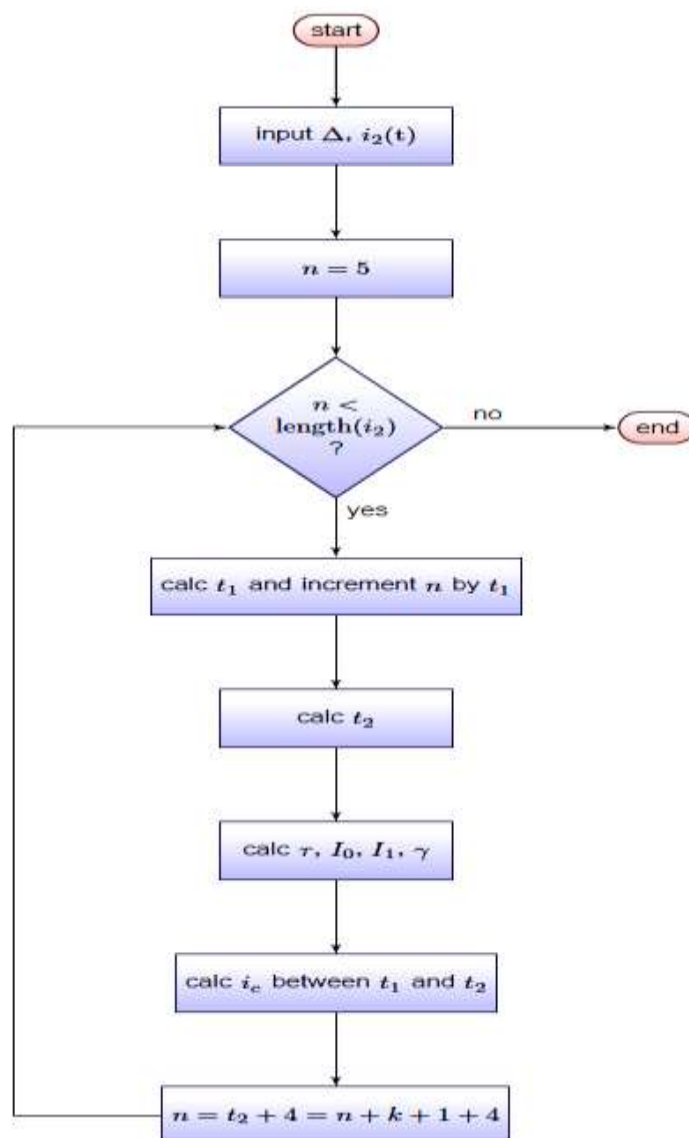 start
input Δ, i₂(t)
n = 5
n <
length(i₂)
?
no
end
yes
calc t₁ and increment n by t₁
calc t₂
calc τ, I₀, I₁, γ
calc i_c between t₁ and t₂
n = t₂ + 4 = n + k + 1 + 4